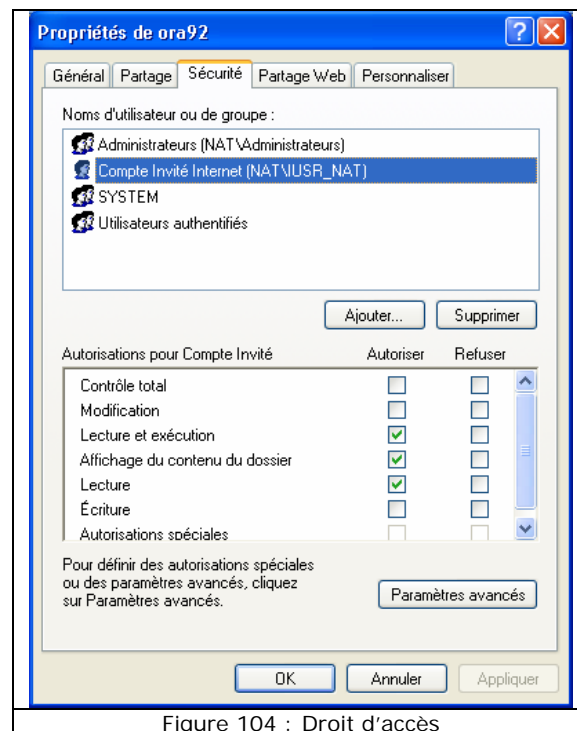 Propriétés de ora92
Général Partage Sécurité Partage Web Personnaliser
Noms d'utilisateur ou de groupe :
Administrateurs (NAT\Administrateurs)
Compte Invité Internet (NAT\IUSR_NAT)
SYSTEM
Utilisateurs authentifiés
Ajouter... Supprimer
Autorisations pour Compte Invité Autoriser Refuser
Contrôle total
Modification
Lecture et exécution
Affichage du contenu du dossier
Lecture
Écriture
Autorisations spéciales
Pour définir des autorisations spéciales
ou des paramètres avancés, cliquez
sur Paramètres avancés.
Paramètres avancés
OK Annuler Appliquer
Figure 104 : Droit d'accès